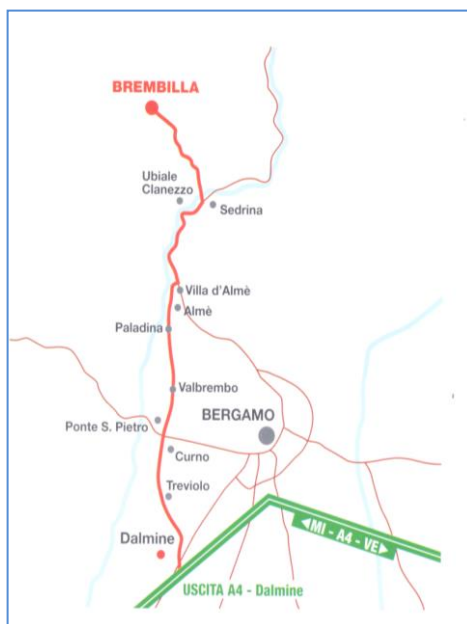 BREMBILLA
Ubiale
Clanezzo
Sedrina
Villa d'Almè
Almè
Paladina
Valbrembo
Ponte S. Pietro
BERGAMO
Curno
Treviolo
Dalmine
◄MI - A4 - VE►
USCITA A4 - Dalmine